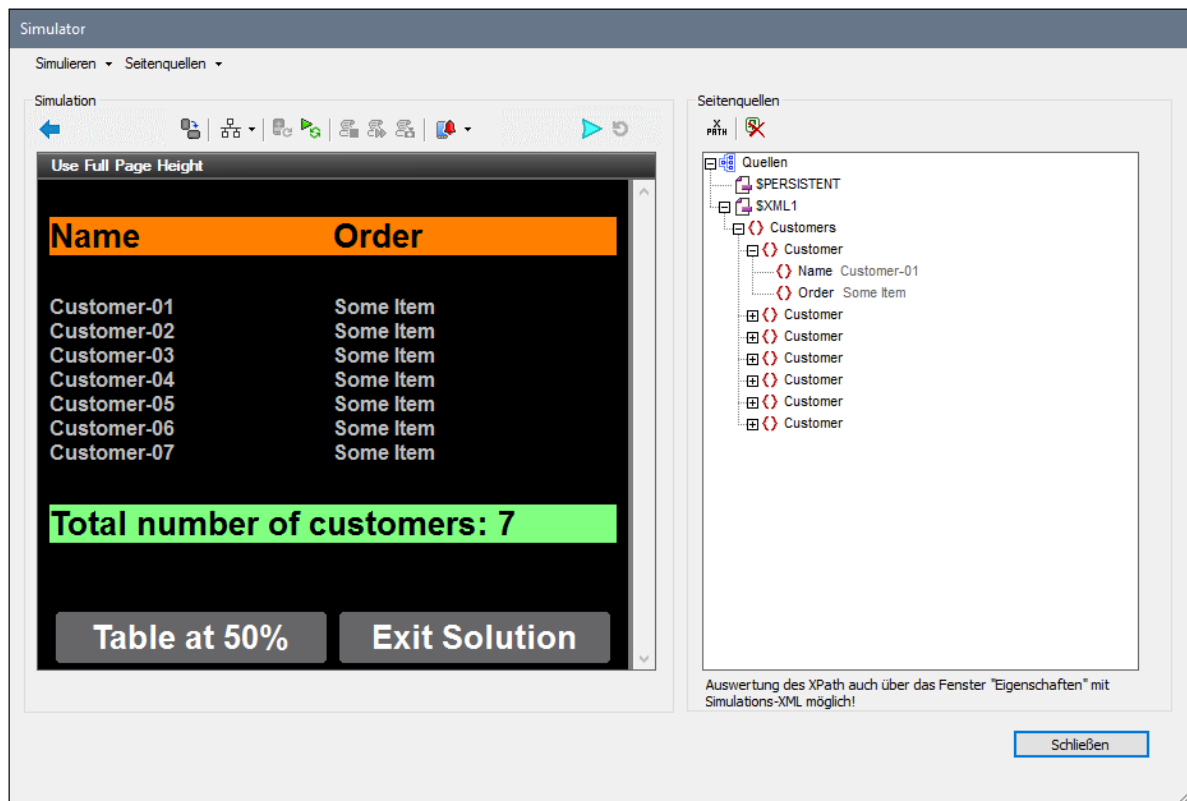 Simulator
Simulieren Seitenquellen
Simulation
Use Full Page Height
Name Order
Customer-01 Some Item
Customer-02 Some Item
Customer-03 Some Item
Customer-04 Some Item
Customer-05 Some Item
Customer-06 Some Item
Customer-07 Some Item
Total number of customers: 7
Table at 50% Exit Solution
Seitenquellen
X
PATH
Quellen
$PERSISTENT
$XML1
Customers
Customer
Name Customer-01
Order Some Item
Customer
Customer
Customer
Customer
Customer
Customer
Auswertung des XPath auch über das Fenster "Eigenschaften" mit
Simulations-XML möglich!
Schließen